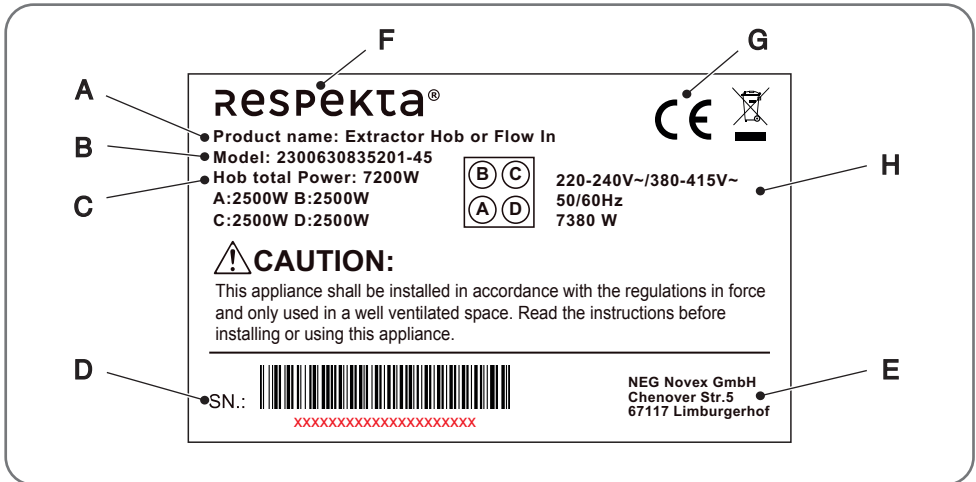 F
G
A
B
C
H
Respekta®
CE
Product name: Extractor Hob or Flow In
Model: 2300630835201-45
Hob total Power: 7200W
A:2500W B:2500W
C:2500W D:2500W
B C
A D
220-240V~/380-415V~
50/60Hz
7380 W
CAUTION:
This appliance shall be installed in accordance with the regulations in force
and only used in a well ventilated space. Read the instructions before
installing or using this appliance.
D
SN.:
XXXXXXXXXXXXXXXXXXXXX
NEG Novex GmbH
Chenover Str.5
67117 Limburgerhof
E